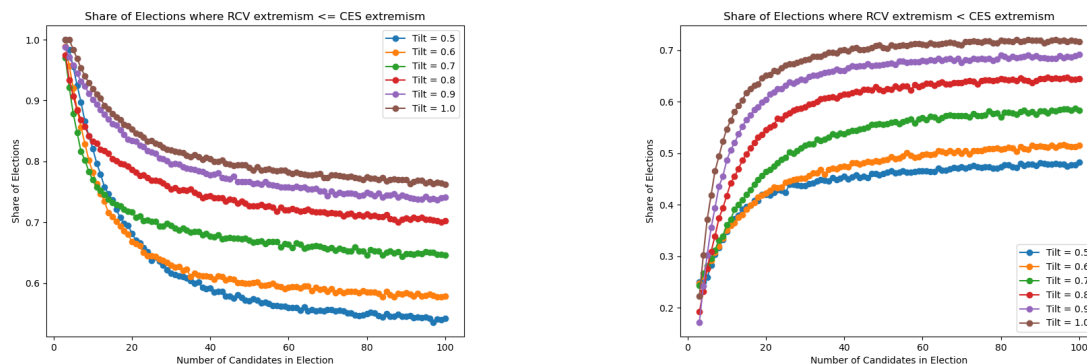 Share of Elections where RCV extremism <= CES extremism
1.0
0.9
0.8
0.7
0.6
Share of Elections
0
20
40
60
80
100
Number of Candidates in Election
Tilt = 0.5
Tilt = 0.6
Tilt = 0.7
Tilt = 0.8
Tilt = 0.9
Tilt = 1.0
Share of Elections where RCV extremism < CES extremism
0.7
0.6
0.5
0.4
0.3
0.2
Share of Elections
0
20
40
60
80
100
Number of Candidates in Election
Tilt = 0.5
Tilt = 0.6
Tilt = 0.7
Tilt = 0.8
Tilt = 0.9
Tilt = 1.0